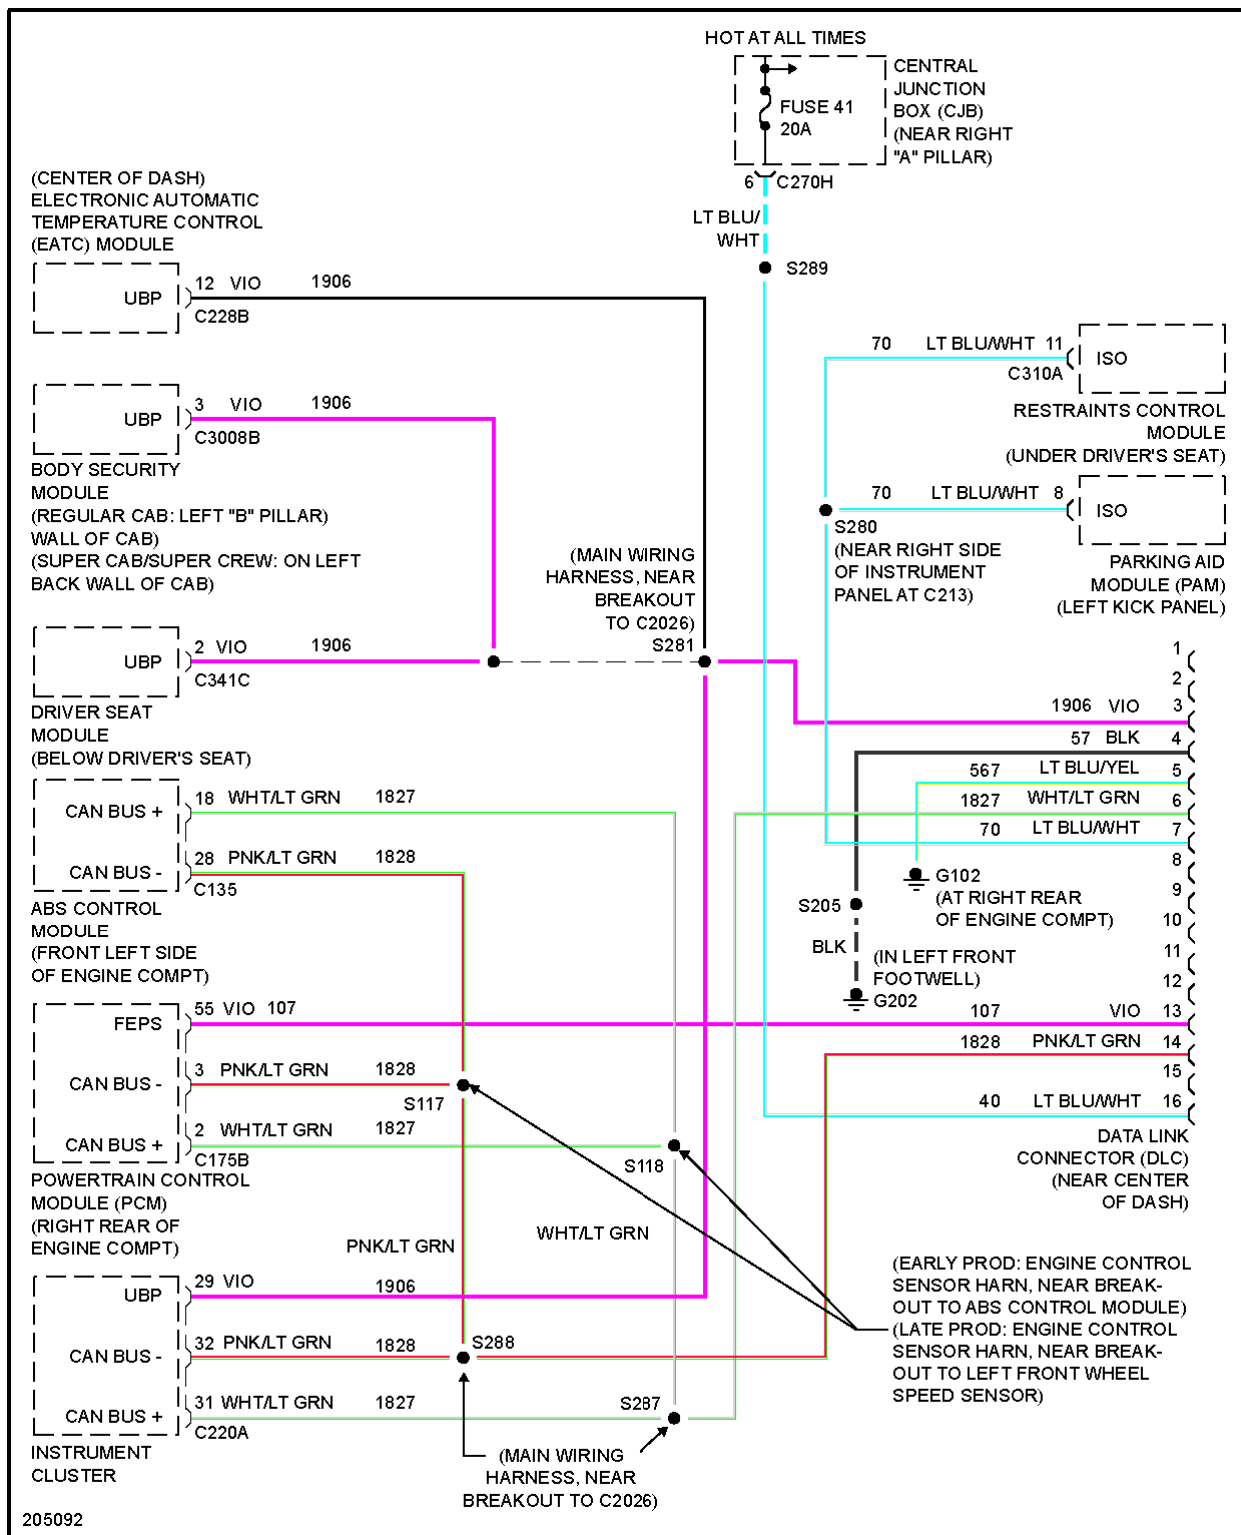 HOT AT ALL TIMES
FUSE 41
20A
CENTRAL
JUNCTION
BOX (CJB)
(NEAR RIGHT
"A" PILLAR)
6
C270H
LT BLU/
WHT
S289
(CENTER OF DASH)
ELECTRONIC AUTOMATIC
TEMPERATURE CONTROL
(EATC) MODULE
UBP
12 VIO 1906
C228B
UBP
3 VIO 1906
C3008B
BODY SECURITY
MODULE
(REGULAR CAB: LEFT "B" PILLAR)
WALL OF CAB)
(SUPER CAB/SUPER CREW: ON LEFT
BACK WALL OF CAB)
70 LT BLU/WHT 11
C310A
ISO
RESTRAINTS CONTROL
MODULE
(UNDER DRIVER'S SEAT)
70 LT BLU/WHT 8
ISO
PARKING AID
MODULE (PAM)
(LEFT KICK PANEL)
S280
(NEAR RIGHT SIDE
OF INSTRUMENT
PANEL AT C213)
(MAIN WIRING
HARNESS, NEAR
BREAKOUT
TO C2026)
S281
UBP
2 VIO 1906
C341C
DRIVER SEAT
MODULE
(BELOW DRIVER'S SEAT)
CAN BUS +
18 WHT/LT GRN 1827
CAN BUS -
28 PNK/LT GRN 1828
C135
ABS CONTROL
MODULE
(FRONT LEFT SIDE
OF ENGINE COMPT)
FEPS
55 VIO 107
CAN BUS -
3 PNK/LT GRN 1828
S117
CAN BUS +
2 WHT/LT GRN 1827
C175B
S118
POWERTRAIN CONTROL
MODULE (PCM)
(RIGHT REAR OF
ENGINE COMPT)
PNK/LT GRN
WHT/LT GRN
UBP
29 VIO 1906
CAN BUS -
32 PNK/LT GRN 1828
S288
CAN BUS +
31 WHT/LT GRN 1827
C220A
S287
INSTRUMENT
CLUSTER
(MAIN WIRING
HARNESS, NEAR
BREAKOUT TO C2026)
1
2
1906 VIO 3
57 BLK 4
567 LT BLU/YEL 5
1827 WHT/LT GRN 6
70 LT BLU/WHT 7
8
9
10
11
12
107 VIO 13
1828 PNK/LT GRN 14
15
40 LT BLU/WHT 16
G102
(AT RIGHT REAR
OF ENGINE COMPT)
S205
BLK
(IN LEFT FRONT
FOOTWELL)
G202
DATA LINK
CONNECTOR (DLC)
(NEAR CENTER
OF DASH)
(EARLY PROD: ENGINE CONTROL
SENSOR HARN, NEAR BREAK-
OUT TO ABS CONTROL MODULE)
(LATE PROD: ENGINE CONTROL
SENSOR HARN, NEAR BREAK-
OUT TO LEFT FRONT WHEEL
SPEED SENSOR)
205092